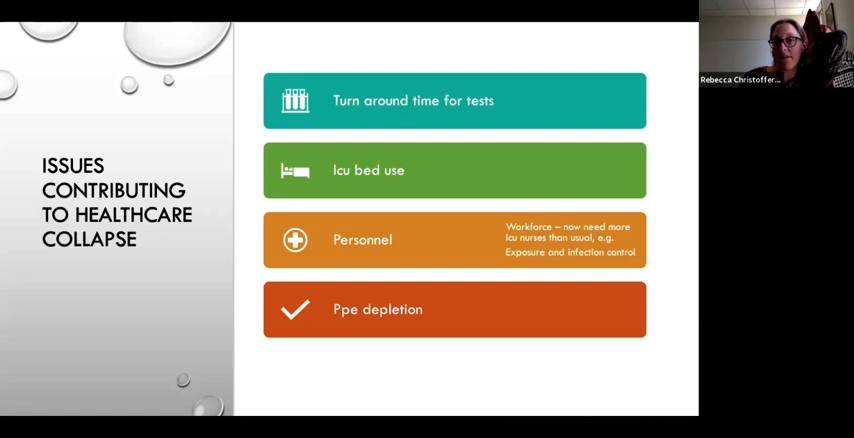 ISSUES
CONTRIBUTING
TO HEALTHCARE
COLLAPSE
Turn around time for tests
Icu bed use
Personnel
Workforce – now need more
icu nurses than usual, e.g.
Exposure and infection control
Ppe depletion
Rebecca Christoffer...